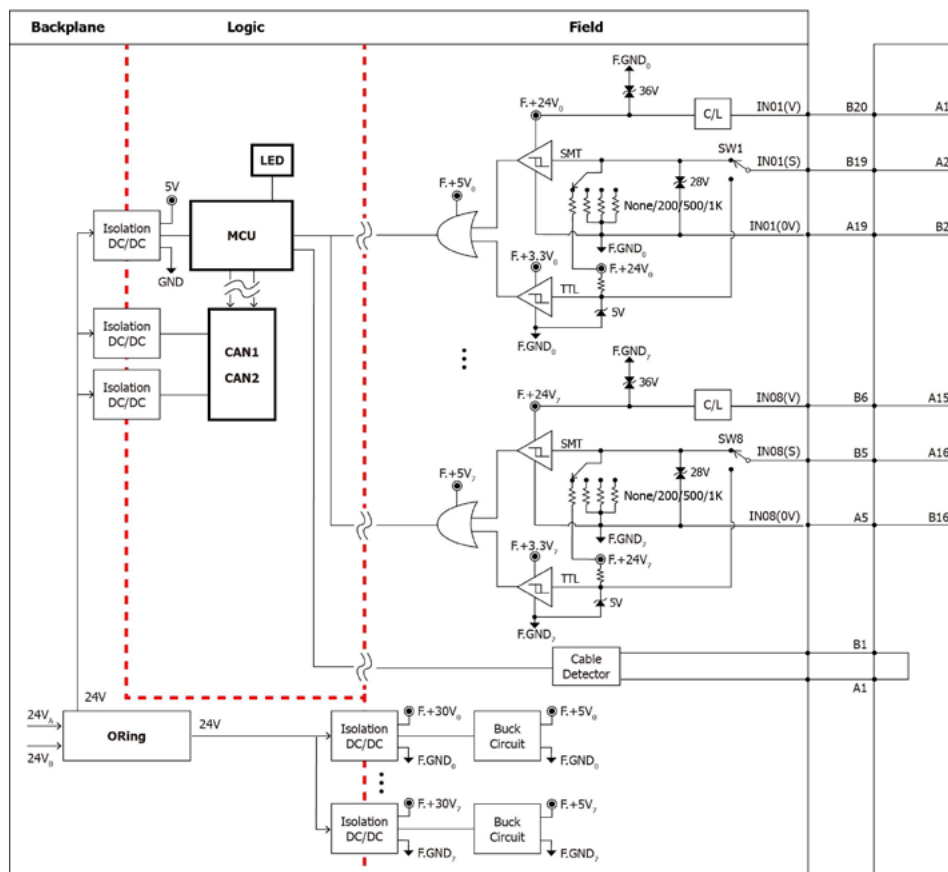 Backplane
Logic
Field
F.GND₀
36V
F.+24V₀
C/L
IN01(V)
B20
A1
LED
SMT
SW1
5V
F.+5V₀
28V
IN01(S)
B19
A2
Isolation
DC/DC
MCU
None/200/500/1K
IN01(0V)
A19
B2
GND
F.GND₀
F.+3.3V₀
F.+24V₀
TTL
5V
Isolation
DC/DC
CAN1
CAN2
F.GND₀
F.GND₇
36V
Isolation
DC/DC
F.+24V₇
C/L
IN08(V)
B6
A15
SMT
SW8
F.+5V₇
28V
IN08(S)
B5
A16
None/200/500/1K
IN08(0V)
A5
B16
F.GND₇
F.+3.3V₇
F.+24V₇
TTL
5V
F.GND₇
B1
Cable
Detector
A1
24V
24V_A
24V_B
ORing
24V
F.+30V₀
F.+5V₀
Isolation
DC/DC
Buck
Circuit
F.GND₀
F.GND₀
F.+30V₇
F.+5V₇
Isolation
DC/DC
Buck
Circuit
F.GND₇
F.GND₇